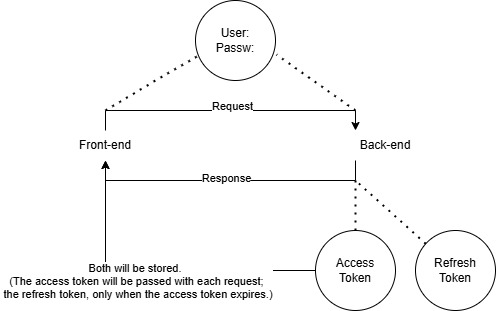 User:
Passw:
Request
Front-end
Back-end
Response
Both will be stored.
(The access token will be passed with each request;
the refresh token, only when the access token expires.)
Access
Token
Refresh
Token